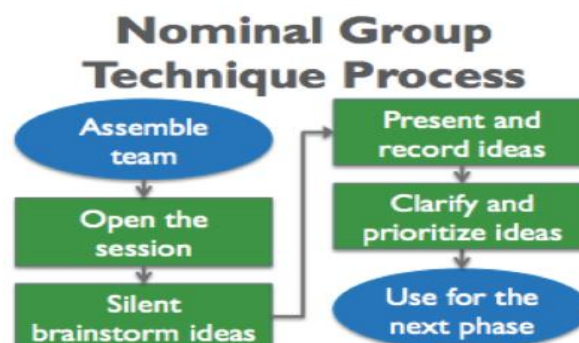 Nominal Group
Technique Process
Assemble
team
Open the
session
Silent
brainstorm ideas
Present and
record ideas
Clarify and
prioritize ideas
Use for the
next phase